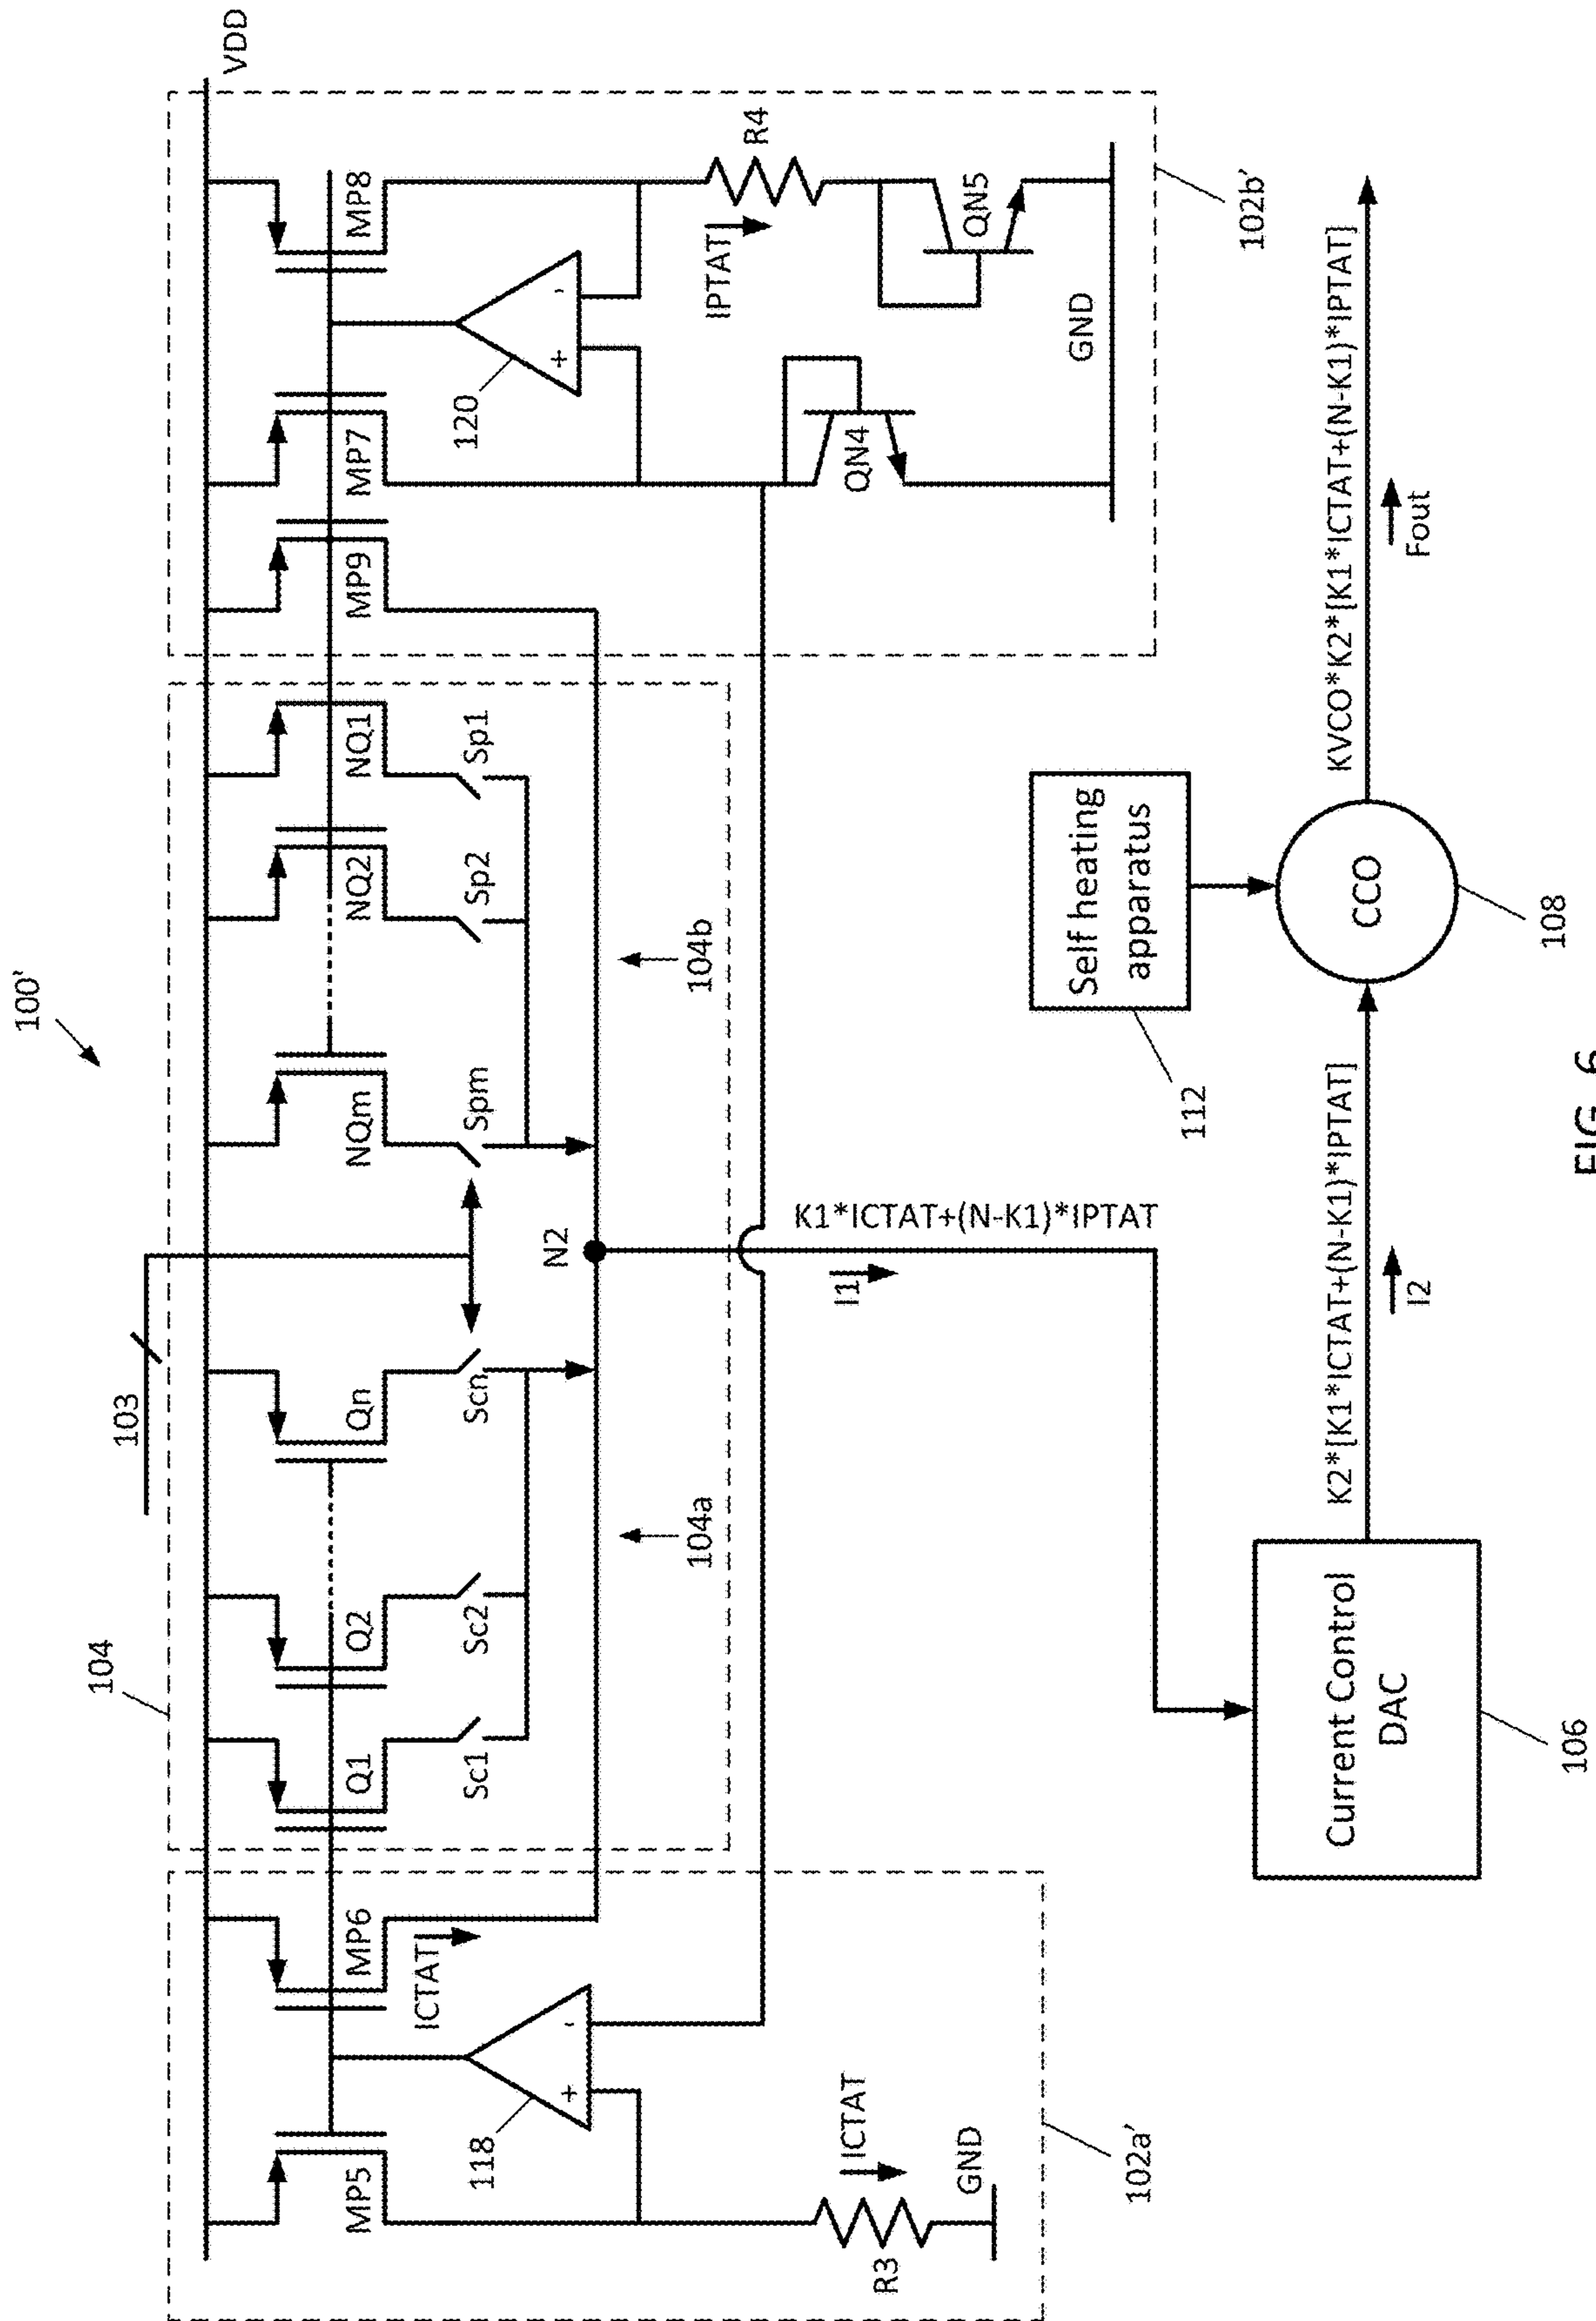 100'
103
104
VDD
MP5
MP6
Q1
Q2
Qn
NQm
NQ2
NQ1
MP9
MP7
MP8
ICTAT
Sc1
Sc2
Scn
Spm
Sp2
Sp1
118
+
-
120
+
-
N2
104a
104b
IPTAT
R4
QN4
QN5
GND
102b'
ICTAT
R3
GND
102a'
I1
K1*ICTAT+(N-K1)*IPTAT
Self heating
apparatus
112
Current Control
DAC
106
K2*[K1*ICTAT+(N-K1)*IPTAT]
I2
CCO
108
KVCO*K2*[K1*ICTAT+(N-K1)*IPTAT]
Fout
FIG. 6